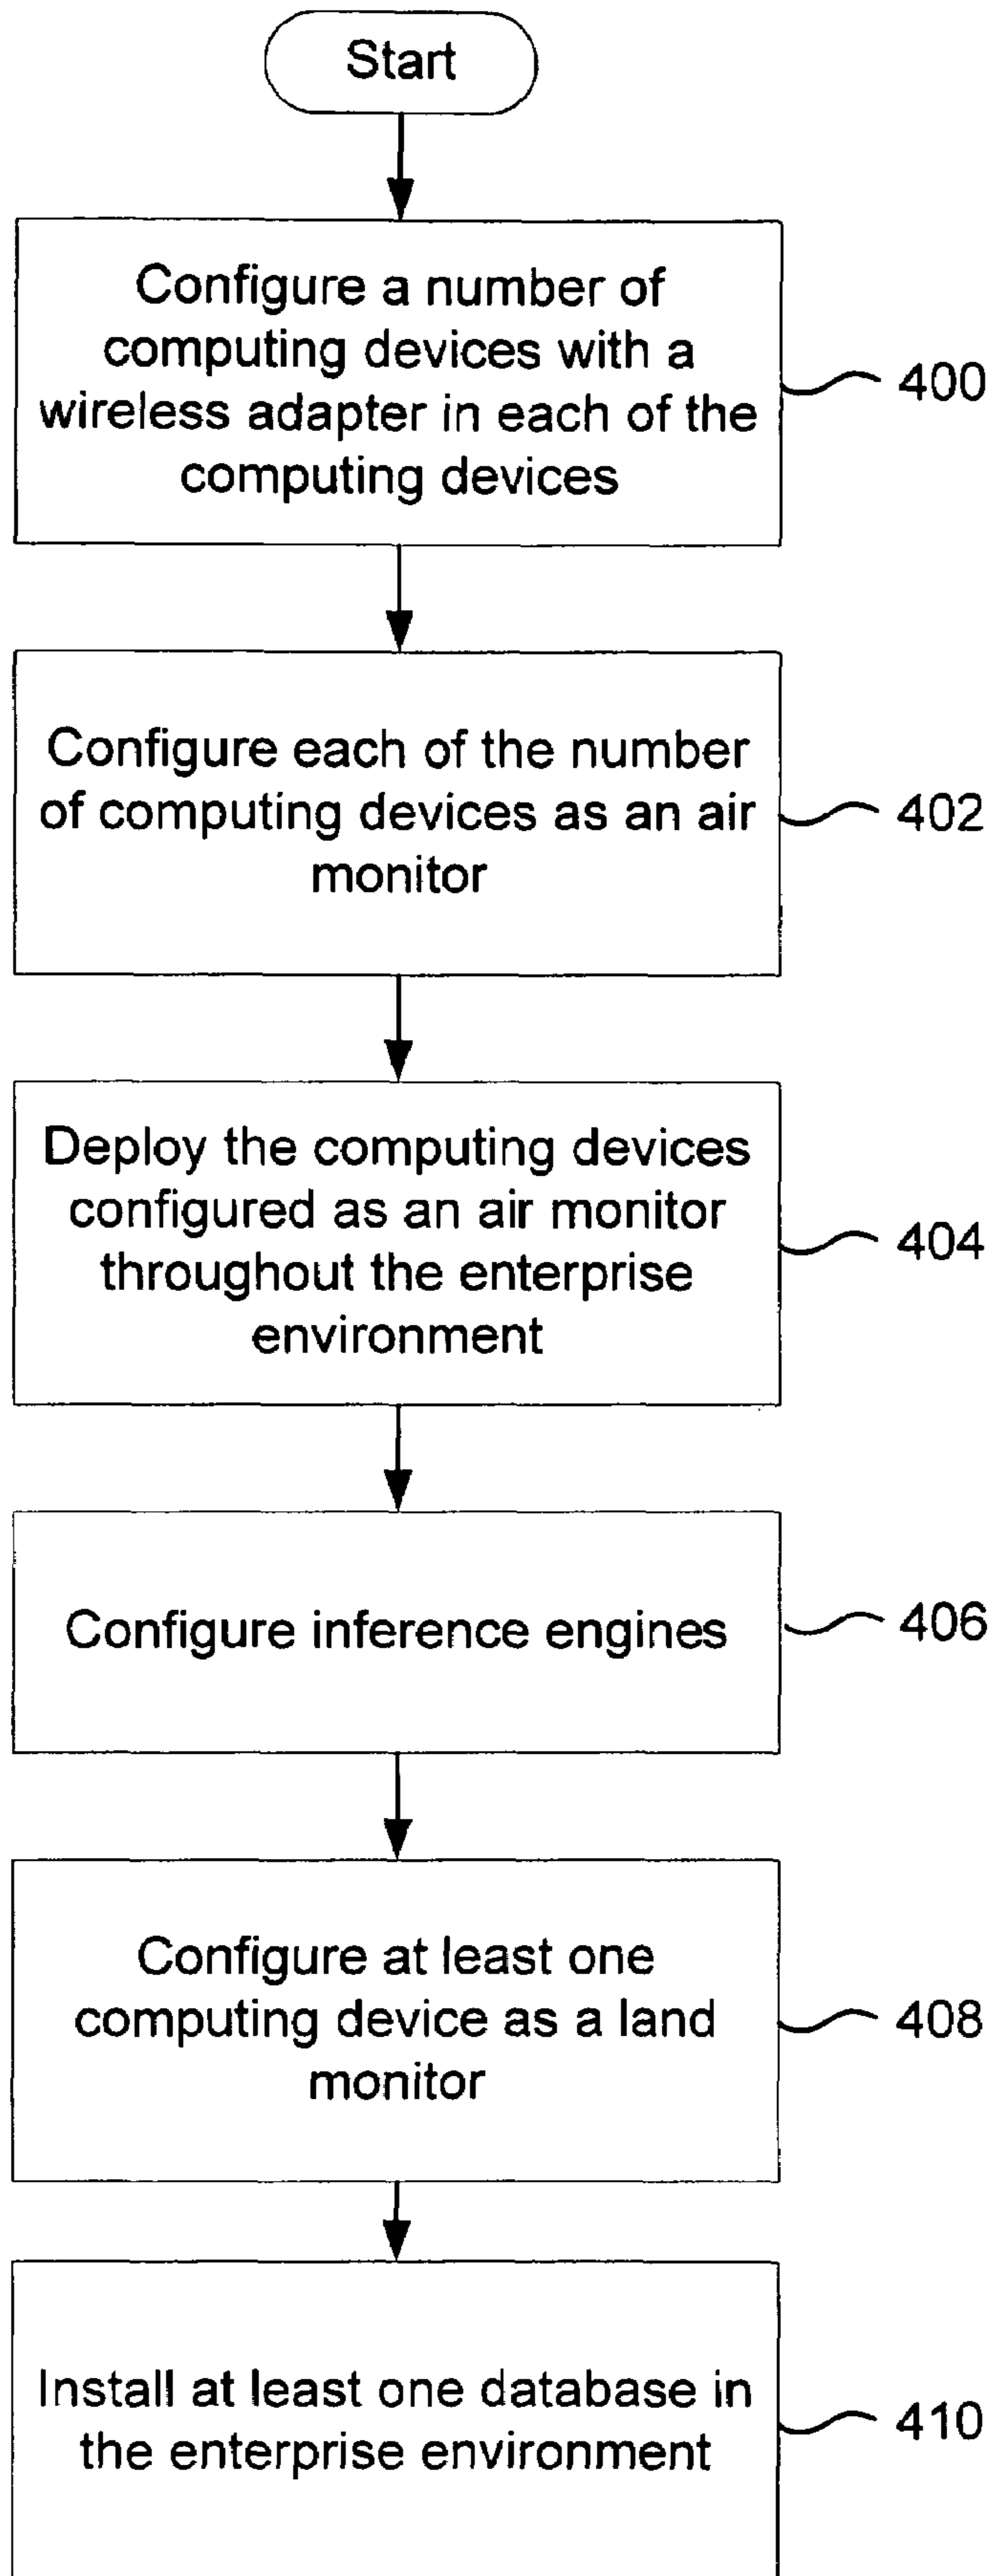 Start
Configure a number of
computing devices with a
wireless adapter in each of the
computing devices
400
Configure each of the number
of computing devices as an air
monitor
402
Deploy the computing devices
configured as an air monitor
throughout the enterprise
environment
404
Configure inference engines
406
Configure at least one
computing device as a land
monitor
408
Install at least one database in
the enterprise environment
410